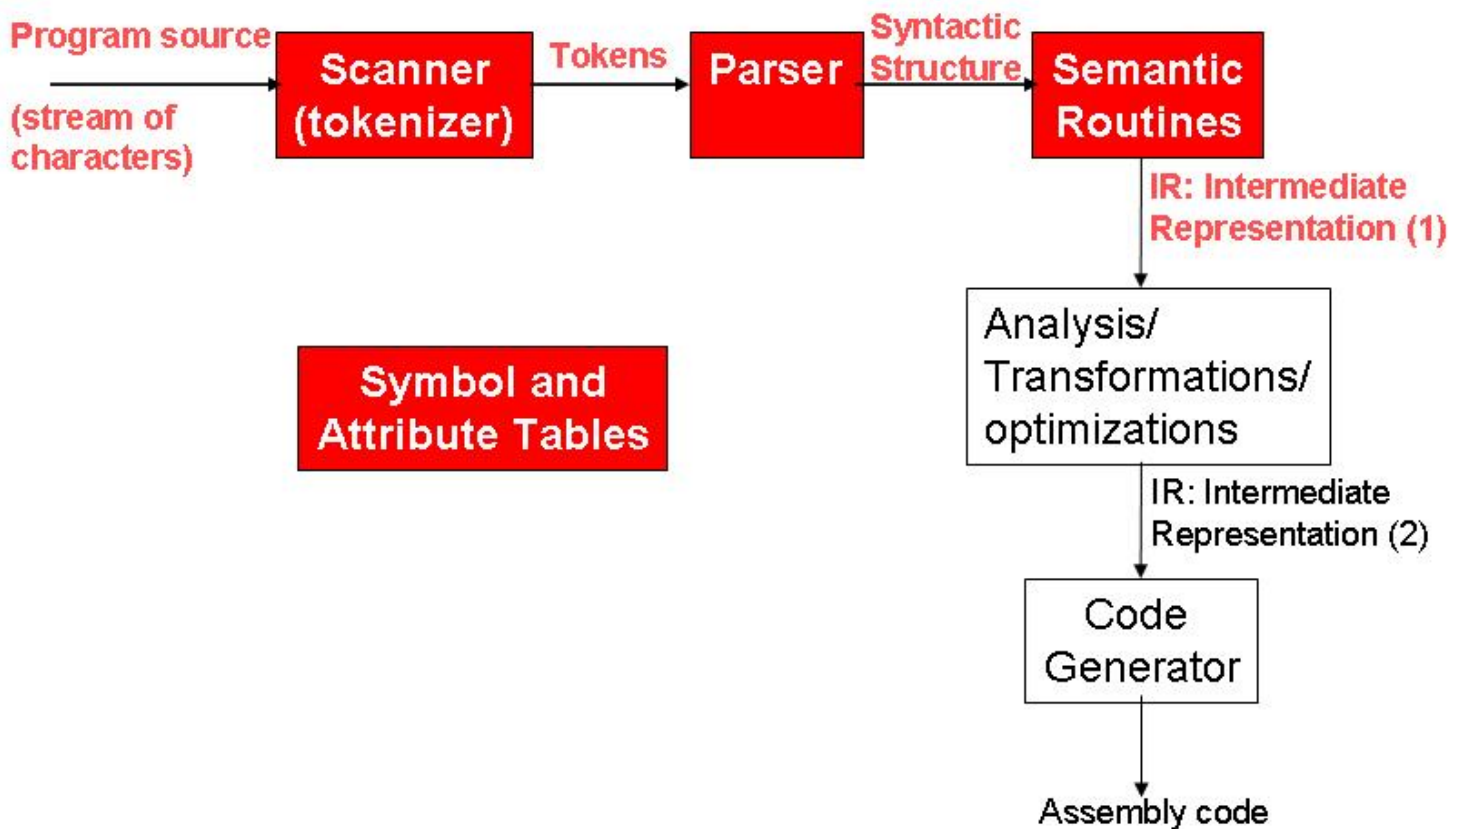 Program source
(stream of
characters)
Scanner
(tokenizer)
Tokens
Parser
Syntactic
Structure
Semantic
Routines
IR: Intermediate
Representation (1)
Symbol and
Attribute Tables
Analysis/
Transformations/
optimizations
IR: Intermediate
Representation (2)
Code
Generator
Assembly code